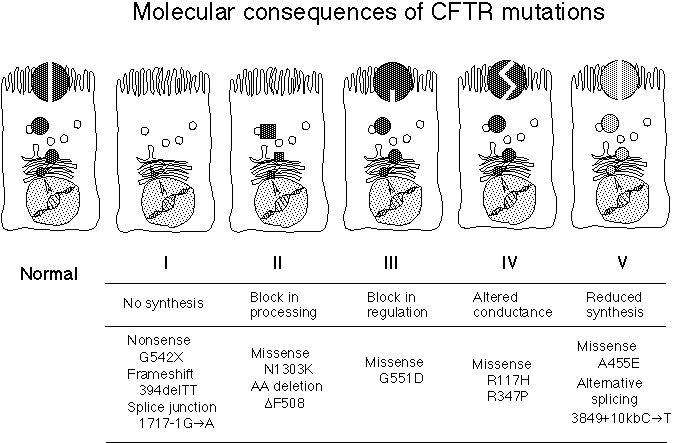 Molecular consequences of CFTR mutations
Normal
I
II
III
IV
V
No synthesis
Block in
processing
Block in
regulation
Altered
conductance
Reduced
synthesis
Nonsense
G542X
Frameshift
394delTT
Splice junction
1717-1G→A
Missense
N1303K
AA deletion
ΔF508
Missense
G551D
Missense
R117H
R347P
Missense
A455E
Alternative
splicing
3849+10kbC→T